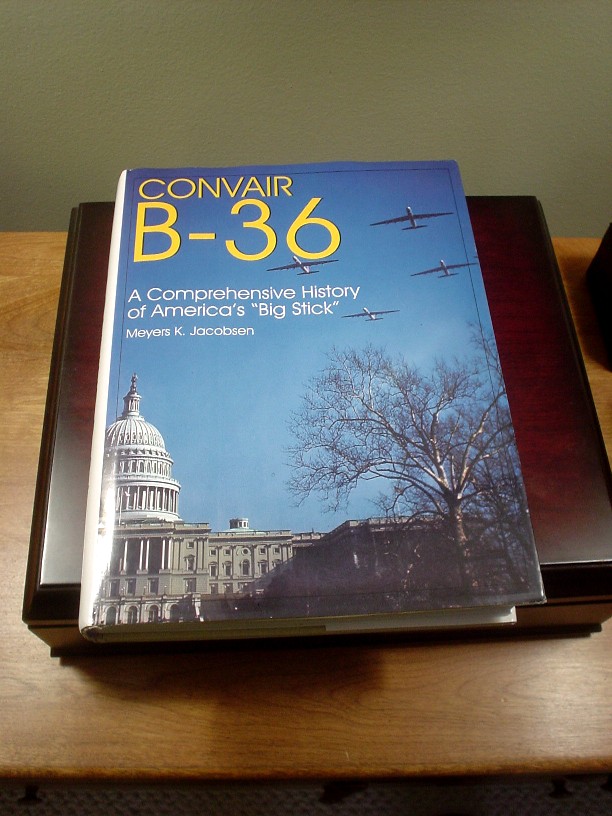 CONVAIR
B-36
A Comprehensive History
of America's "Big Stick"
Meyers K. Jacobsen